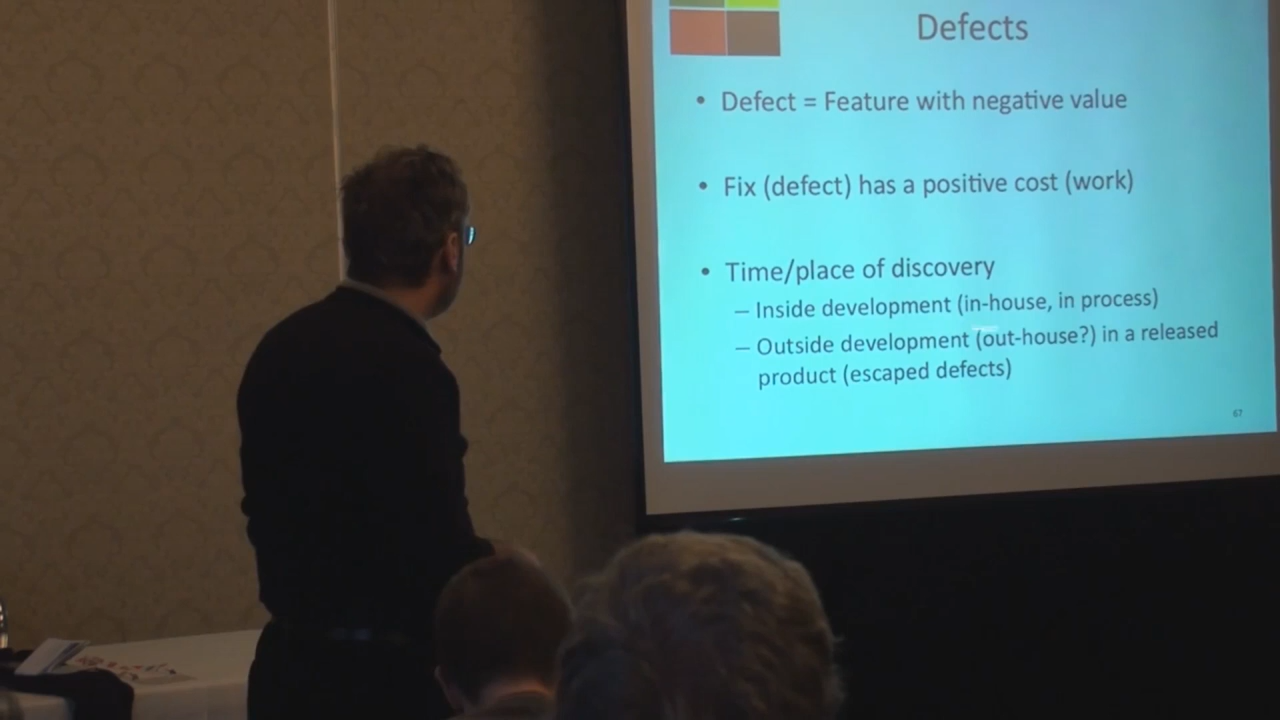 Defects
• Defect = Feature with negative value
• Fix (defect) has a positive cost (work)
• Time/place of discovery
– Inside development (in-house, in process)
– Outside development (out-house?) in a released
product (escaped defects)
67